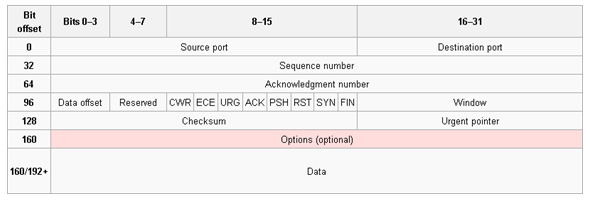 Bit offset Bits 0–3 4–7 8–15 16–31
0 Source port Destination port
32 Sequence number
64 Acknowledgment number
96 Data offset Reserved CWR ECE URG ACK PSH RST SYN FIN Window
128 Checksum Urgent pointer
160 Options (optional)
160/192+ Data